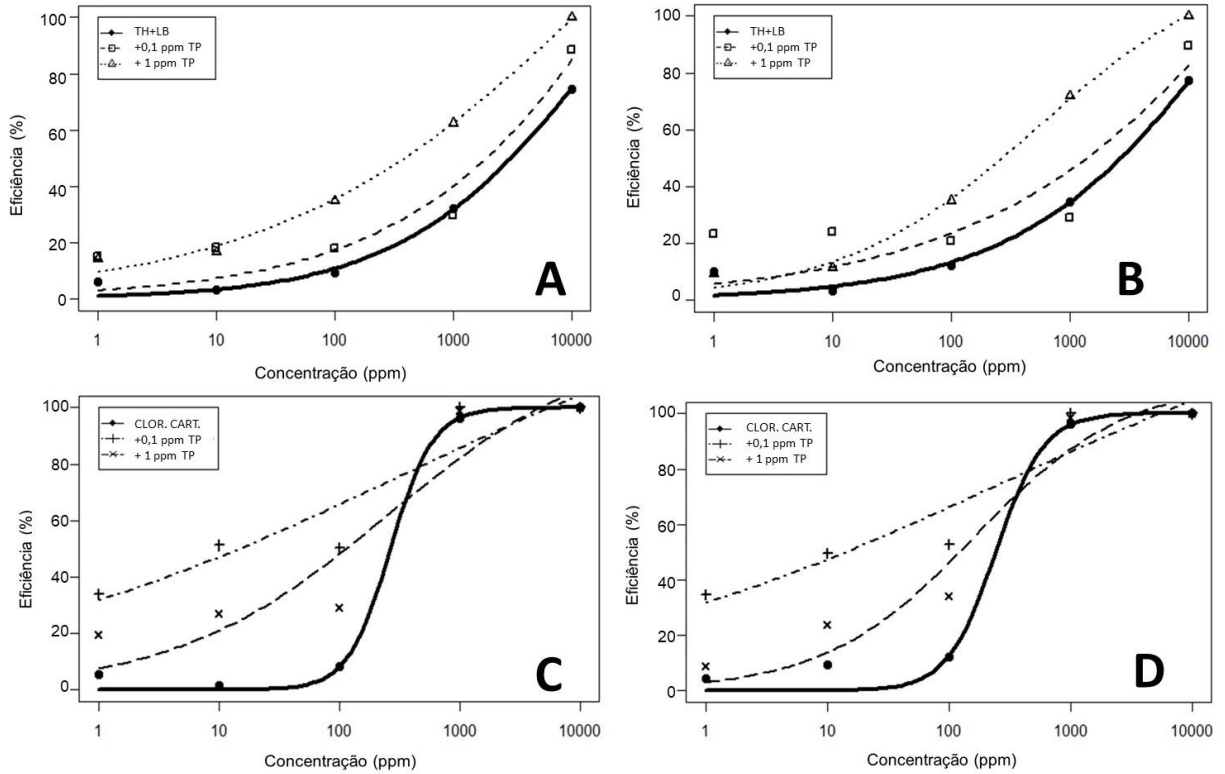 100
80
60
40
20
0
Eficiência (%)
TH+LB
+0,1 ppm TP
+ 1 ppm TP
A
1 10 100 1000 10000
Concentração (ppm)
100
80
60
40
20
0
Eficiência (%)
TH+LB
+0,1 ppm TP
+ 1 ppm TP
B
1 10 100 1000 10000
Concentração (ppm)
100
80
60
40
20
0
Eficiência (%)
CLOR. CART.
+0,1 ppm TP
+ 1 ppm TP
C
1 10 100 1000 10000
Concentração (ppm)
100
80
60
40
20
0
Eficiência (%)
CLOR. CART.
+0,1 ppm TP
+ 1 ppm TP
D
1 10 100 1000 10000
Concentração (ppm)